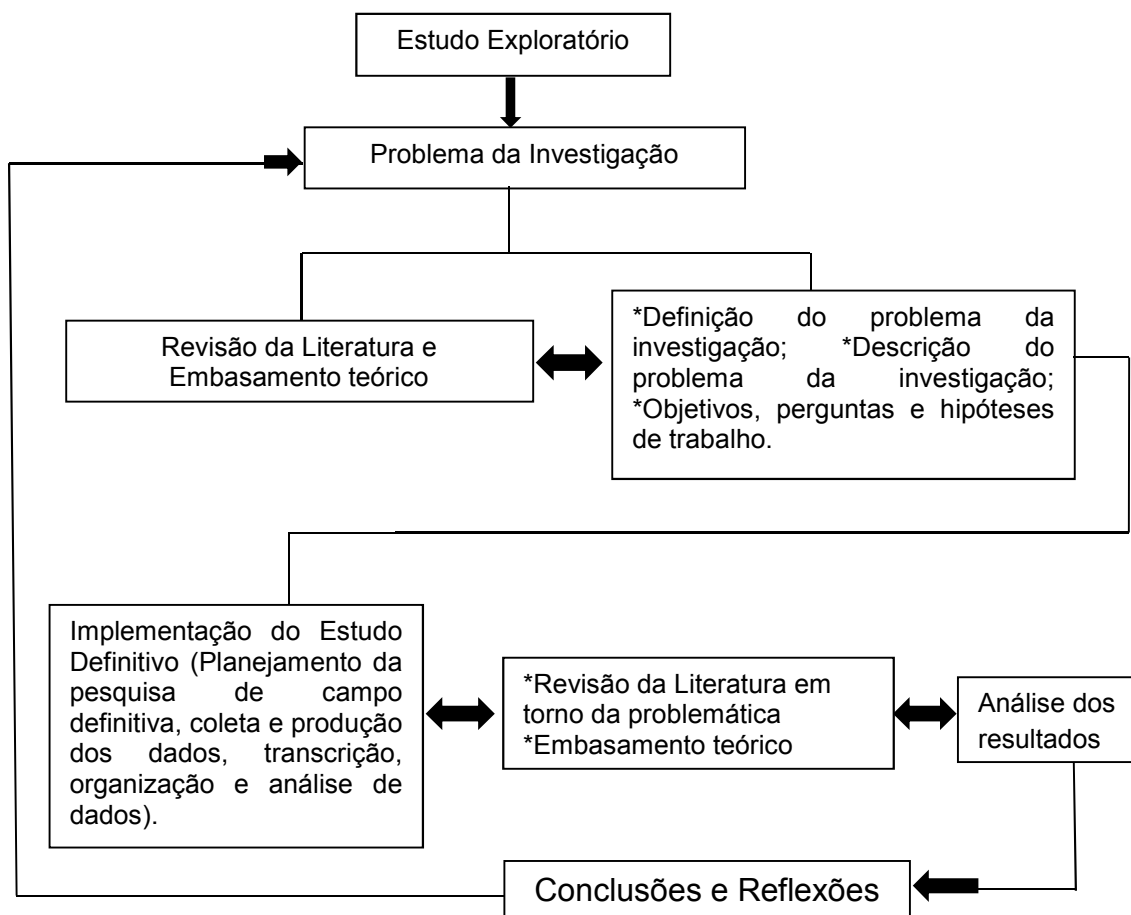 Estudo Exploratório
Problema da Investigação
Revisão da Literatura e
Embasamento teórico
*Definição do problema da
investigação; *Descrição do
problema da investigação;
*Objetivos, perguntas e hipóteses
de trabalho.
Implementação do Estudo
Definitivo (Planejamento da
pesquisa de campo
definitiva, coleta e produção
dos dados, transcrição,
organização e análise de
dados).
*Revisão da Literatura em
torno da problemática
*Embasamento teórico
Análise dos
resultados
Conclusões e Reflexões